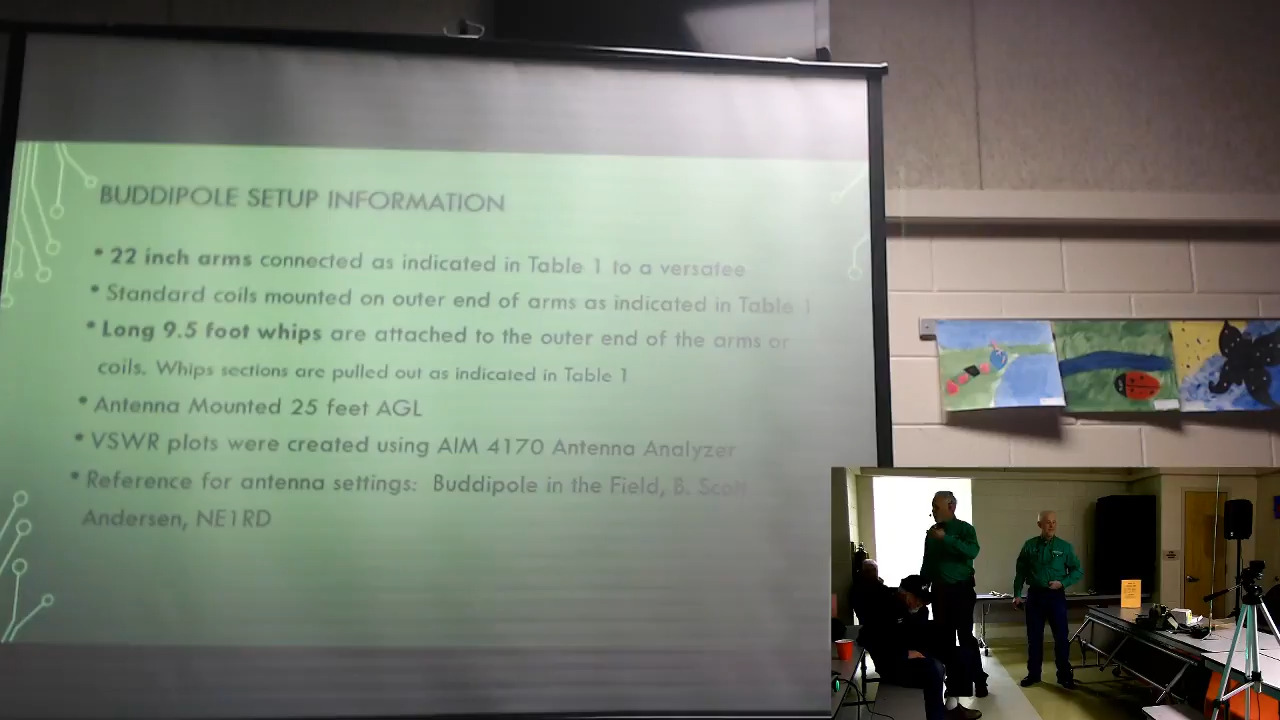 BUDDIPOLE SETUP INFORMATION
* 22 inch arms connected as indicated in Table 1 to a versatee
* Standard coils mounted on outer end of arms as indicated in Table 1
* Long 9.5 foot whips are attached to the outer end of the arms or
coils. Whips sections are pulled out as indicated in Table 1
* Antenna Mounted 25 feet AGL
* VSWR plots were created using AIM 4170 Antenna Analyzer
* Reference for antenna settings: Buddipole in the Field, B. Scott
Andersen, NE1RD